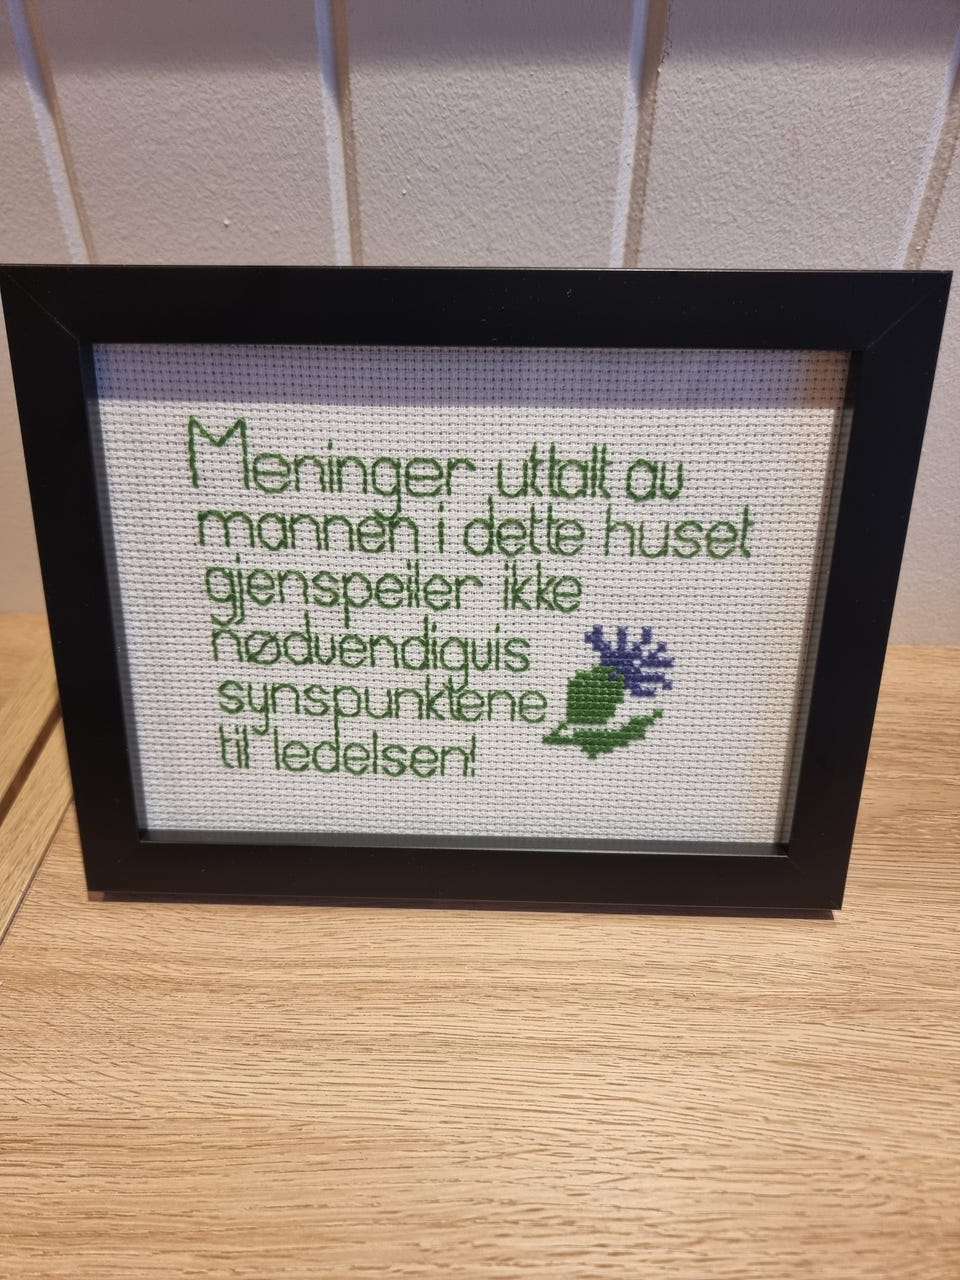 Meninger uttalt av
mannen i dette huset
gjenspeiler ikke
nødvendigvis
synspunktene
til ledelsen!